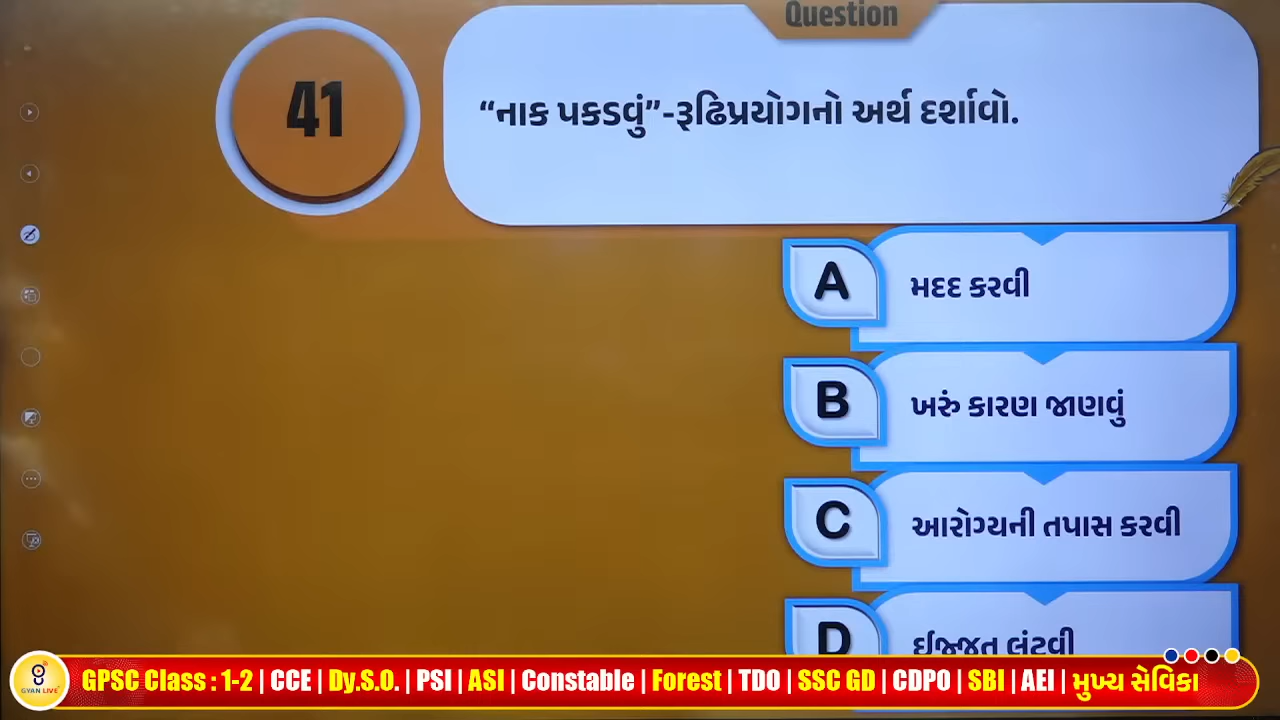 Question
41
“નાક પકડવું”-રૂઢિપ્રયોગનો અર્થ દર્શાવો.
A
મદદ કરવી
B
ખરું કારણ જાણવું
C
આરોગ્યની તપાસ કરવી
D
ઈજ્જત લૂંટવી
GYAN LIVE
GPSC Class : 1-2 | CCE | Dy.S.O. | PSI | ASI | Constable | Forest | TDO | SSC GD | CDPO | SBI | AEI | મુખ્ય સેવિકા